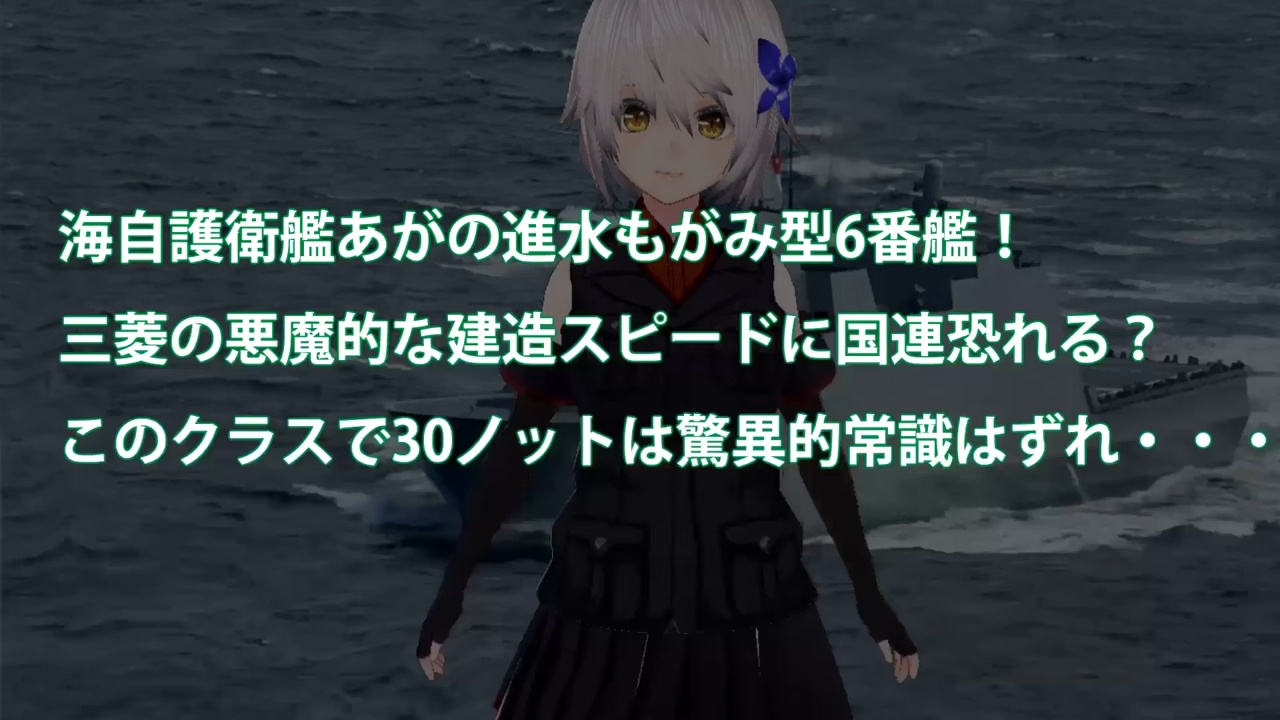 海自護衛艦あがの進水もがみ型6番艦！
三菱の悪魔的な建造スピードに国連恐れる？
このクラスで30ノットは驚異的常識はずれ・・・